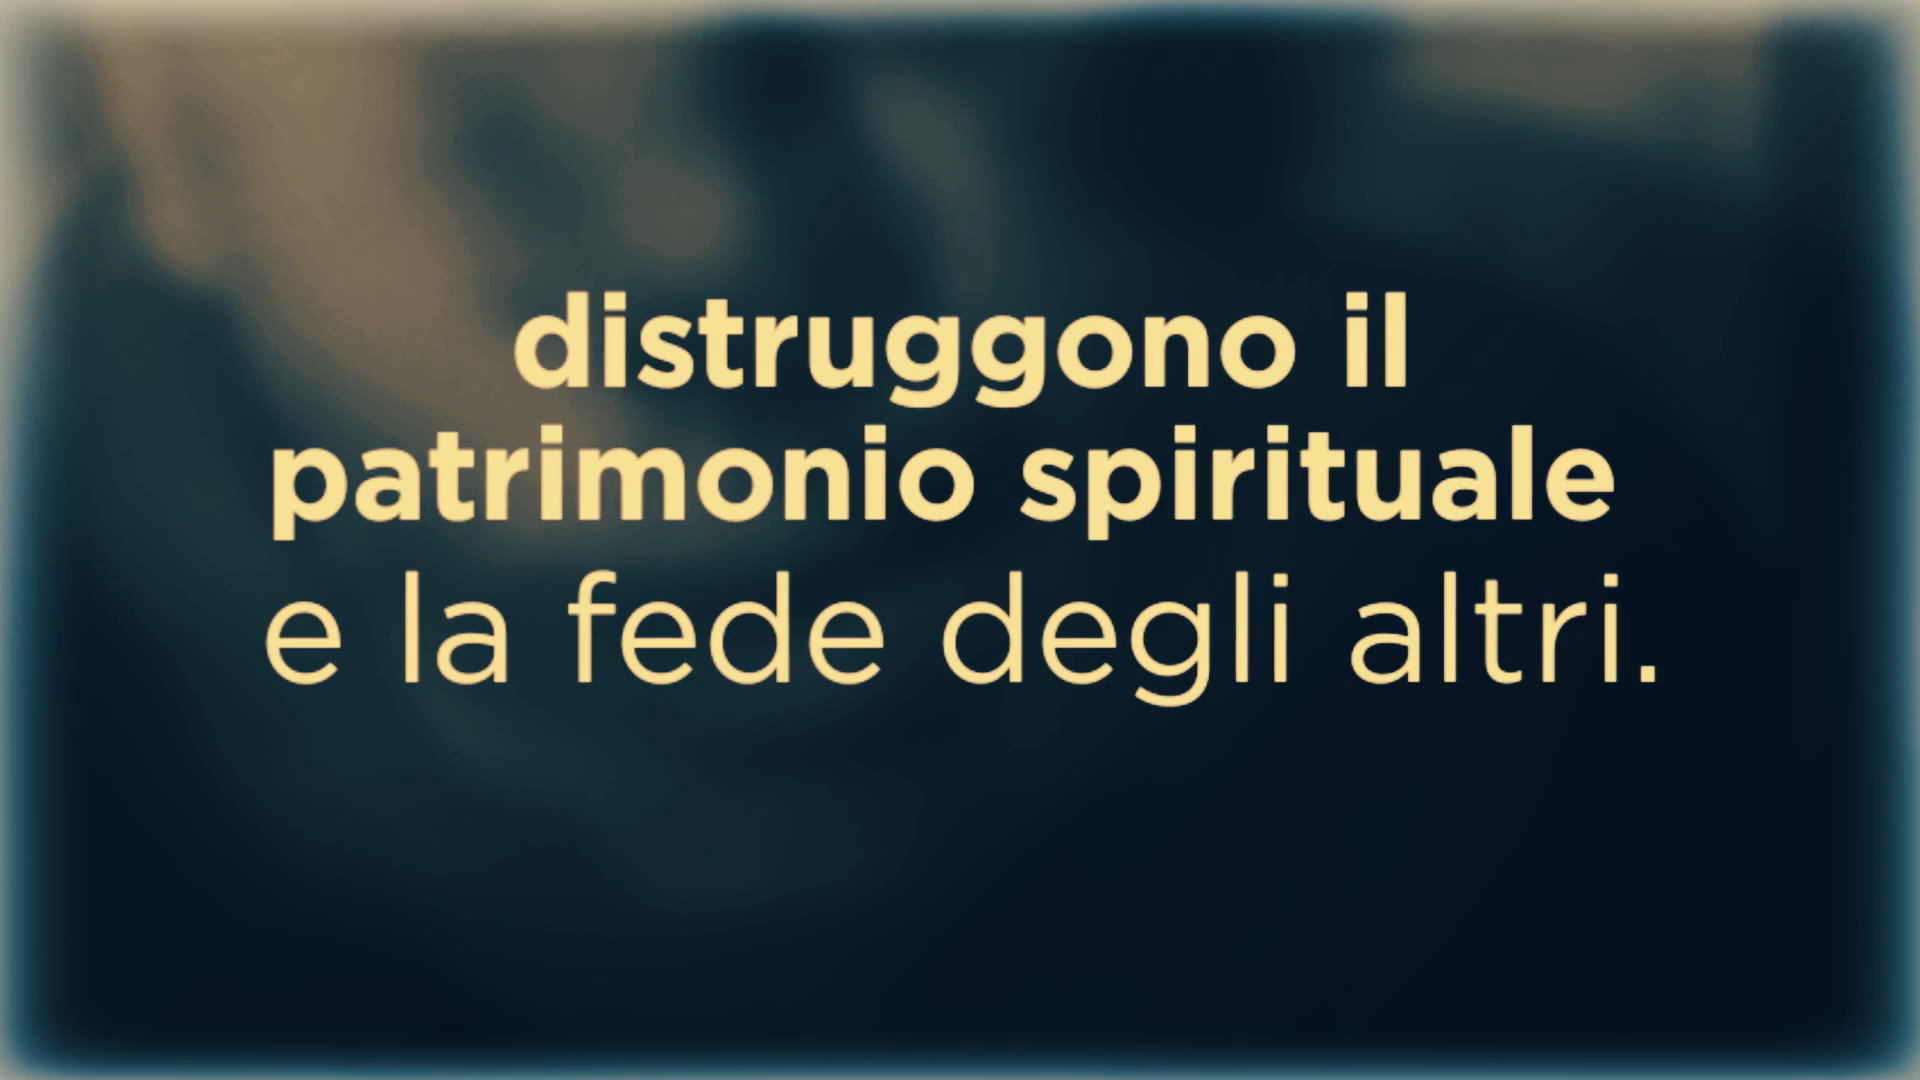 distruggono il
patrimonio spirituale
e la fede degli altri.